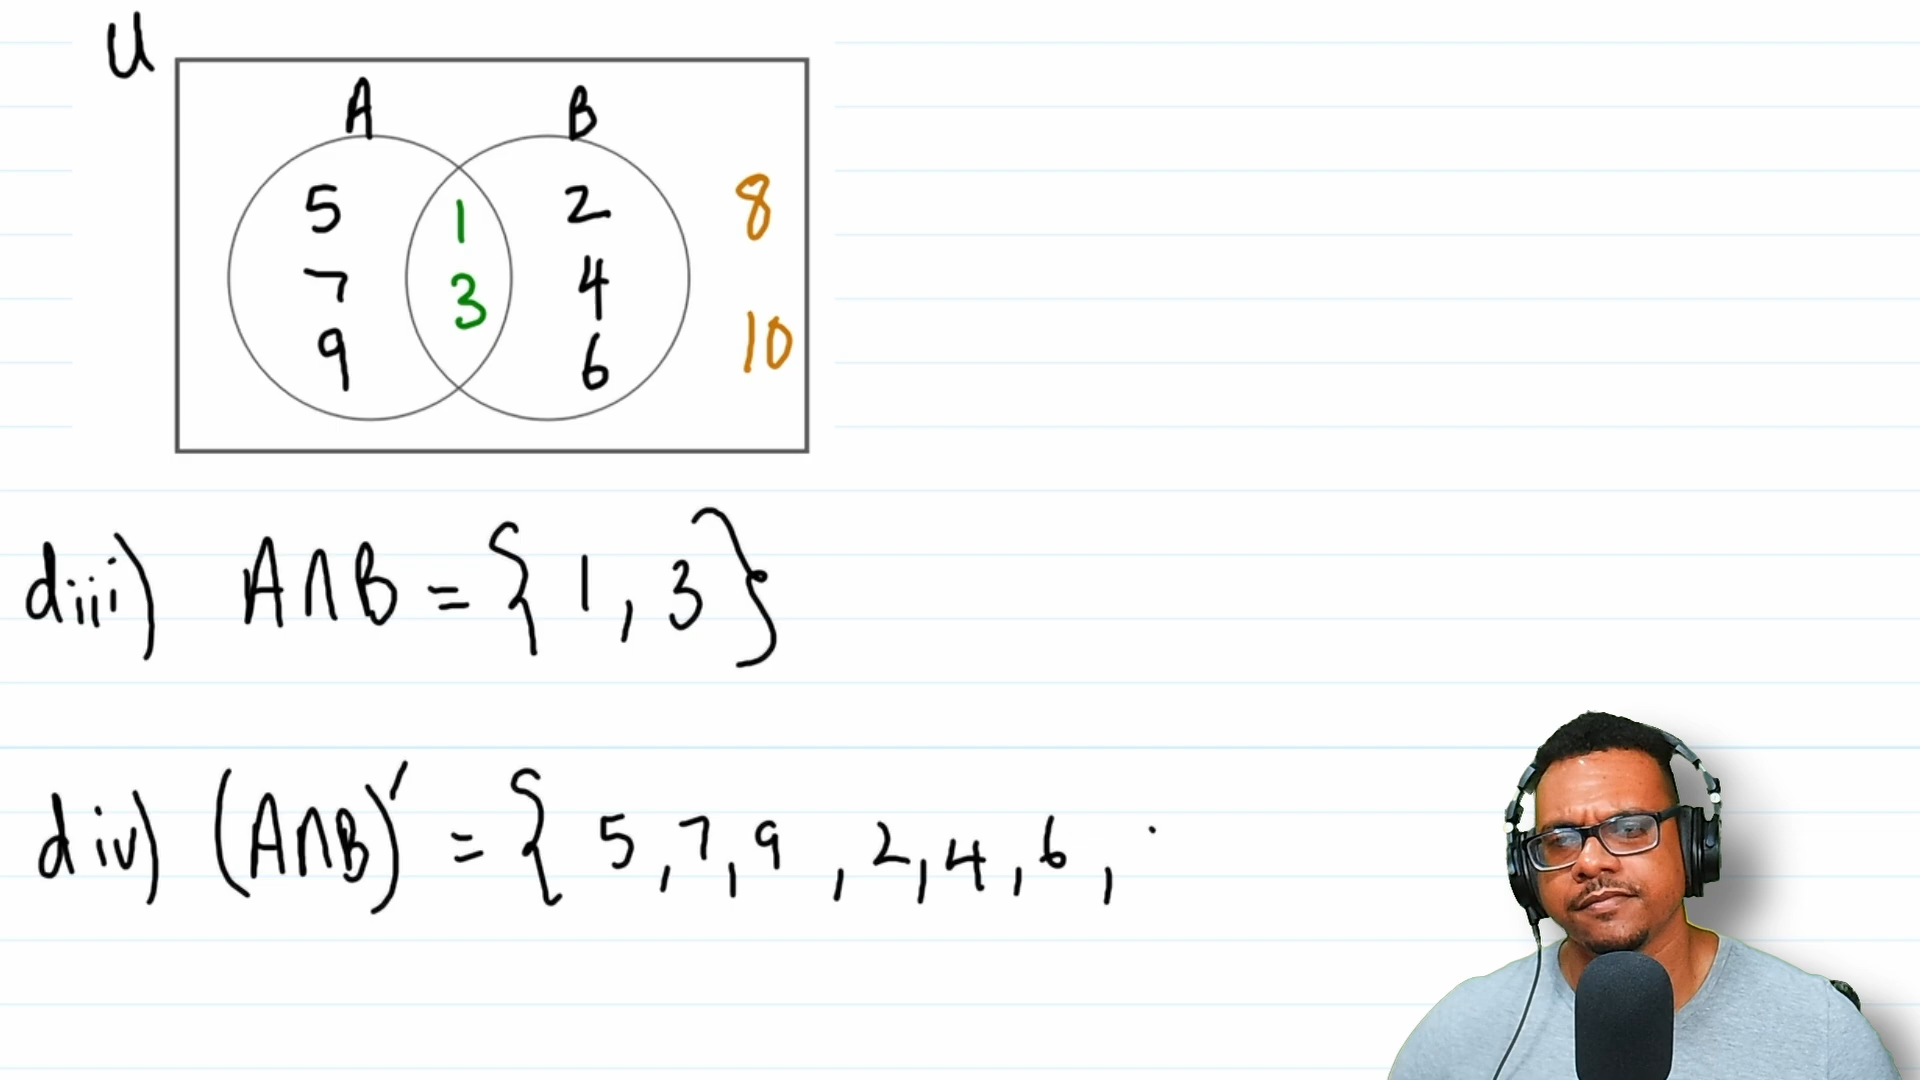 U
A B
5 1 2 8
7 3 4
9 6 10
diii) A∩B = { 1 , 3 }
div) (A∩B)' = { 5 , 7 , 9 , 2 , 4 , 6 ,